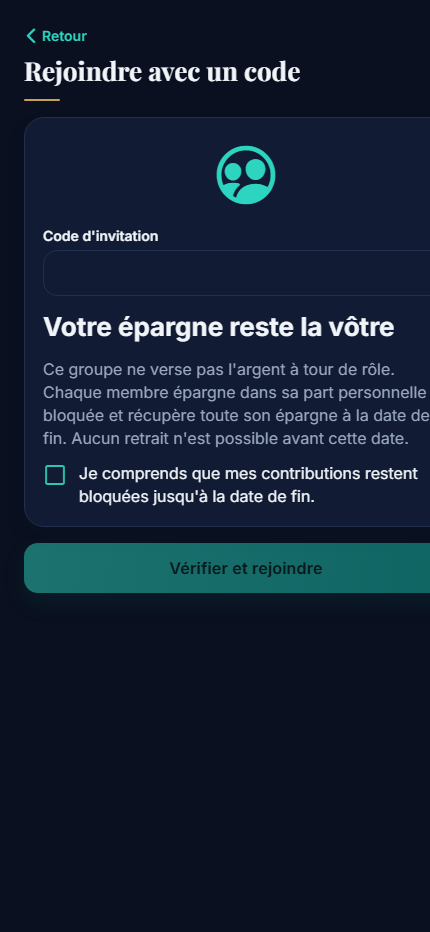 Retour
Rejoindre avec un code
Code d'invitation
Votre épargne reste la vôtre
Ce groupe ne verse pas l'argent à tour de rôle.
Chaque membre épargne dans sa part personnelle
bloquée et récupère toute son épargne à la date de
fin. Aucun retrait n'est possible avant cette date.
Je comprends que mes contributions restent
bloquées jusqu'à la date de fin.
Vérifier et rejoindre